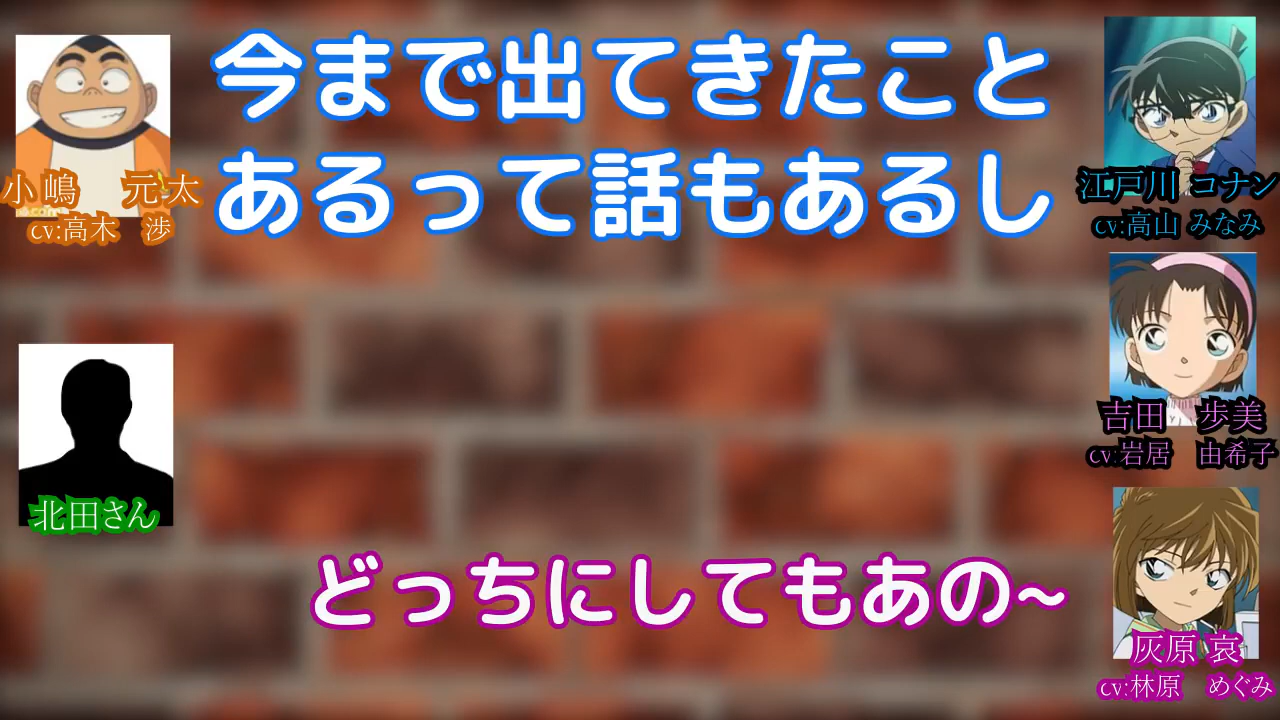 今まで出てきたこと
あるって話もあるし
小嶋 元太
cv:高木 渉
江戸川 コナン
cv:高山 みなみ
吉田 歩美
cv:岩居 由希子
北田さん
どっちにしてもあの~
灰原 哀
cv:林原 めぐみ